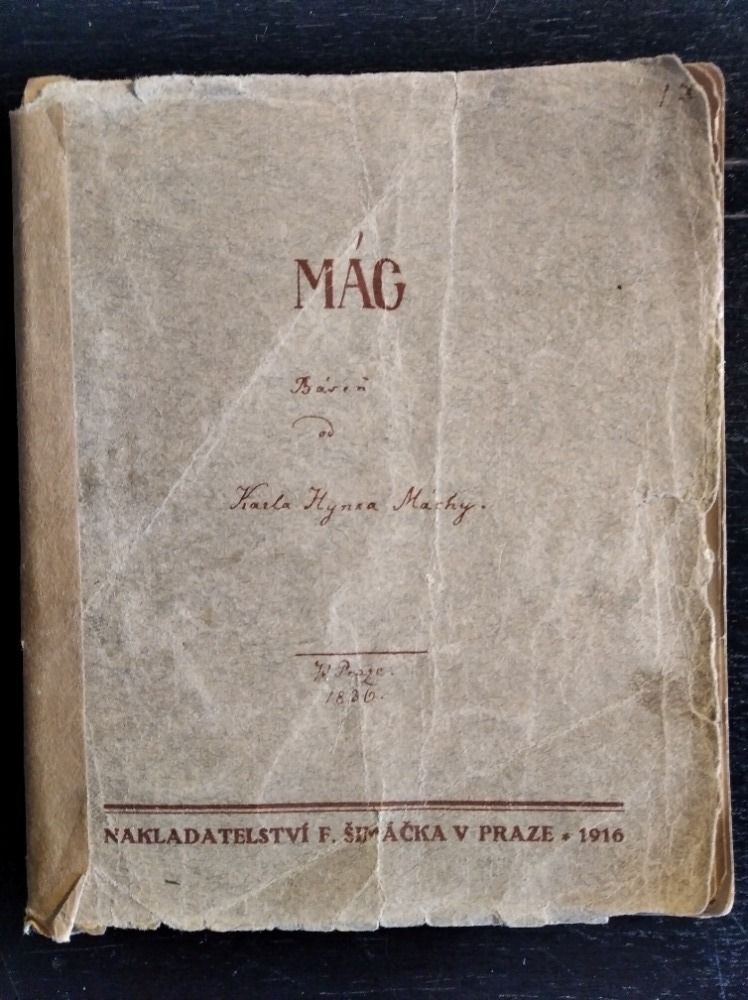 MÁG
Báseň
od
Karla Hynka Máchy.
W Praze.
1836.
NAKLADATELSTVÍ F. ŠIMÁČKA V PRAZE * 1916